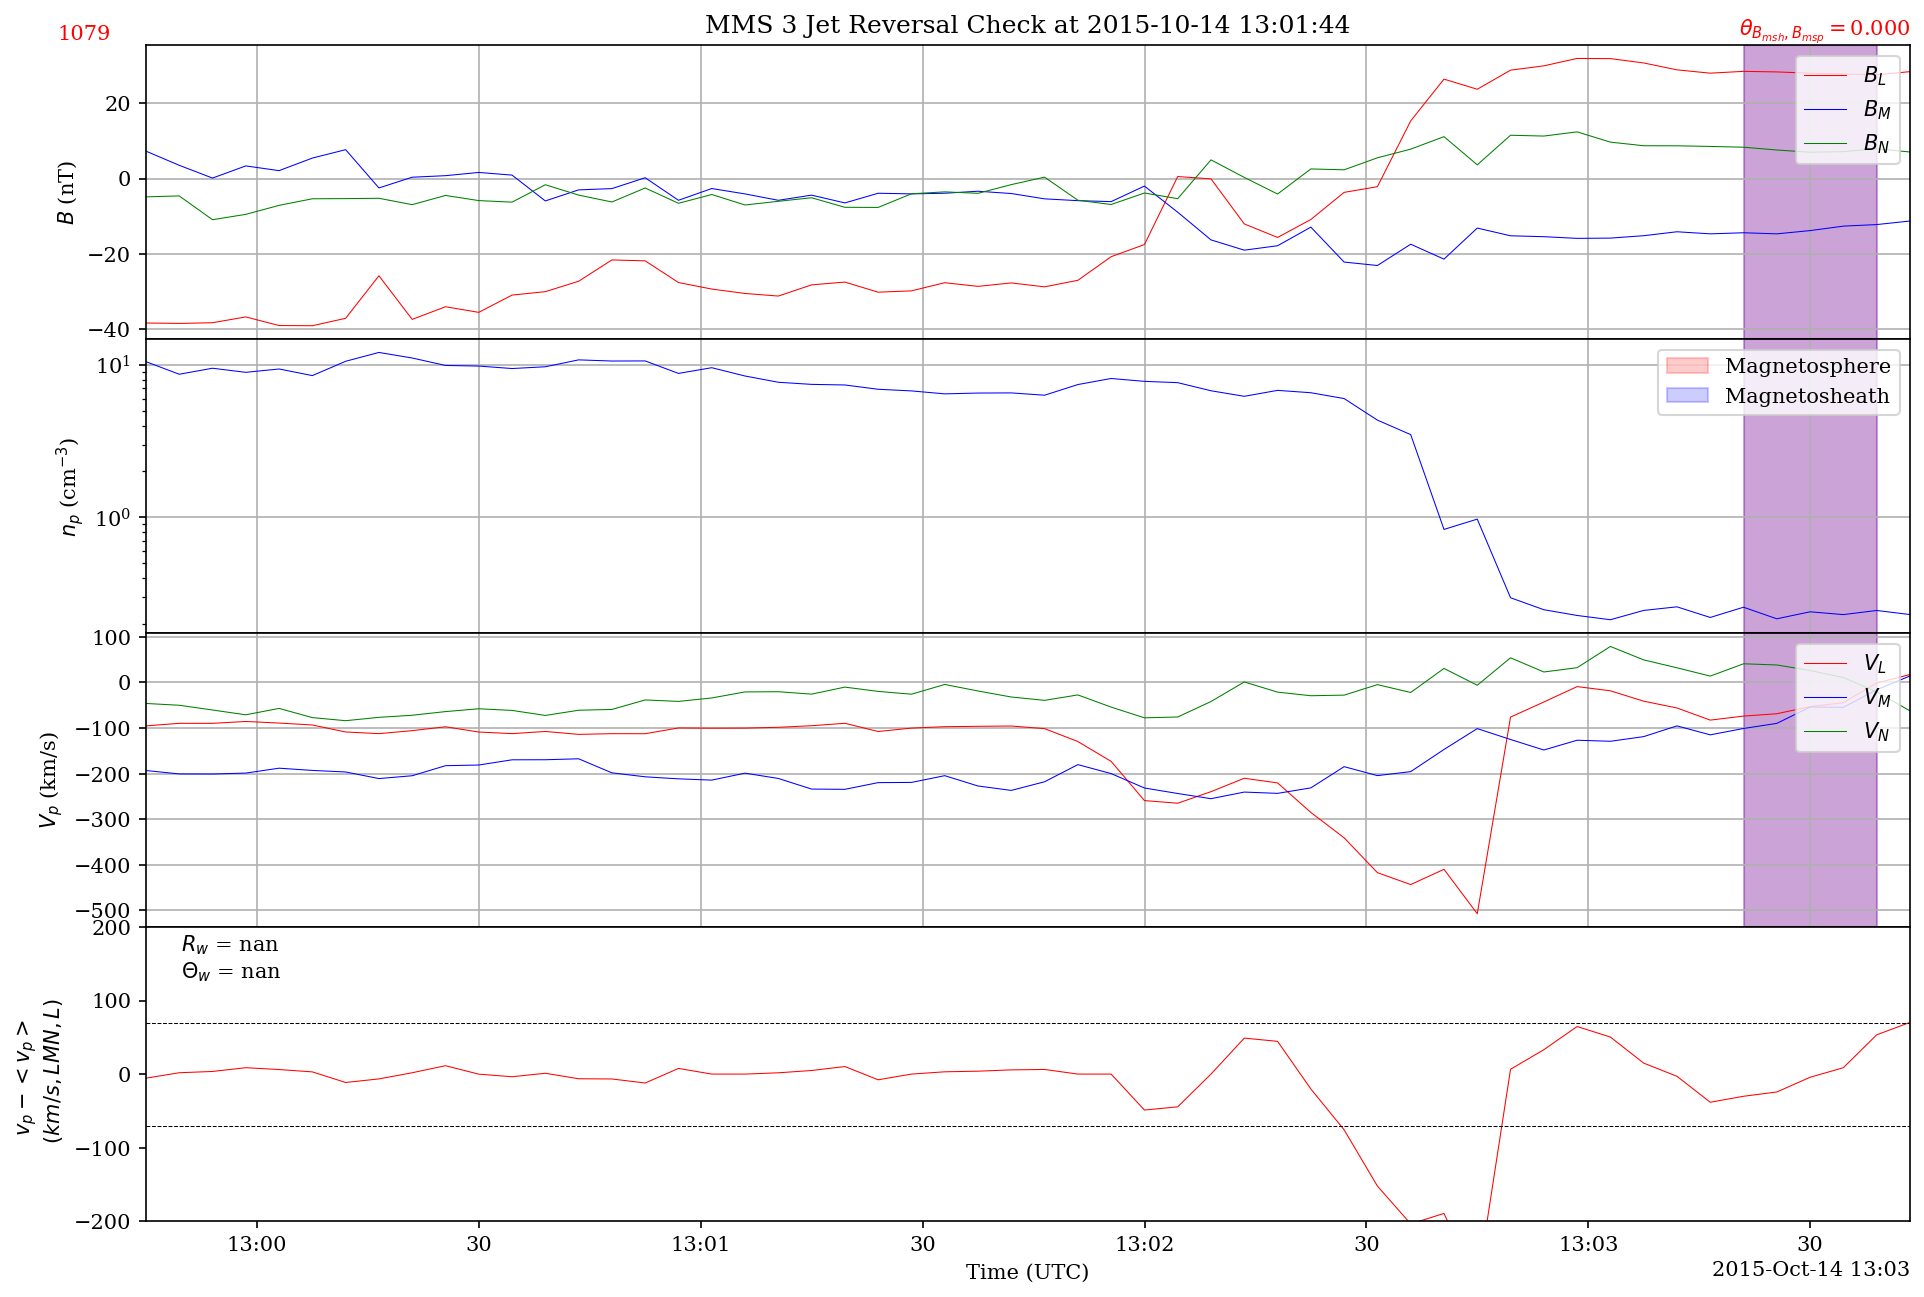 MMS 3 Jet Reversal Check at 2015-10-14 13:01:44
1079
θ_{B_{msh}, B_{msp}} = 0.000
20
0
−20
−40
B (nT)
B_L
B_M
B_N
10^1
10^0
n_p (cm^{−3})
Magnetosphere
Magnetosheath
100
0
−100
−200
−300
−400
−500
V_p (km/s)
V_L
V_M
V_N
200
100
0
−100
−200
v_p − < v_p >
(km/s, LMN, L)
R_w = nan
Θ_w = nan
13:00
30
13:01
30
13:02
30
13:03
30
Time (UTC)
2015-Oct-14 13:03